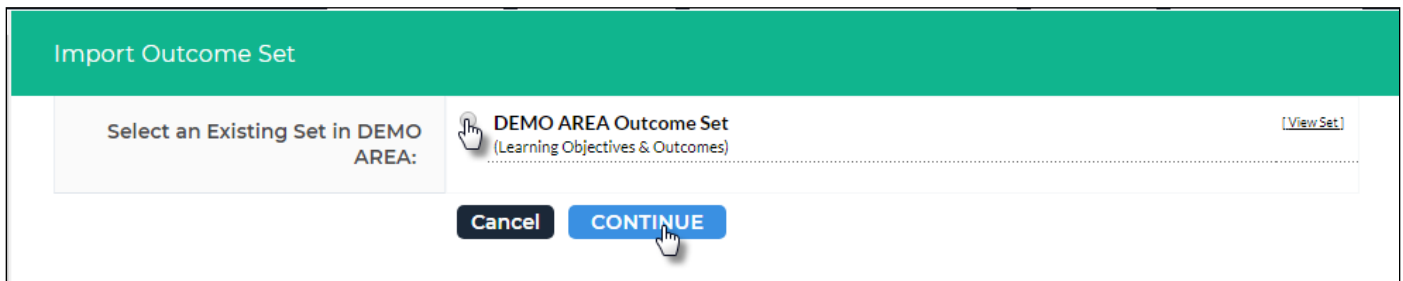 Import Outcome Set
Select an Existing Set in DEMO
AREA:
DEMO AREA Outcome Set
[ View Set ]
(Learning Objectives & Outcomes)
Cancel
CONTINUE